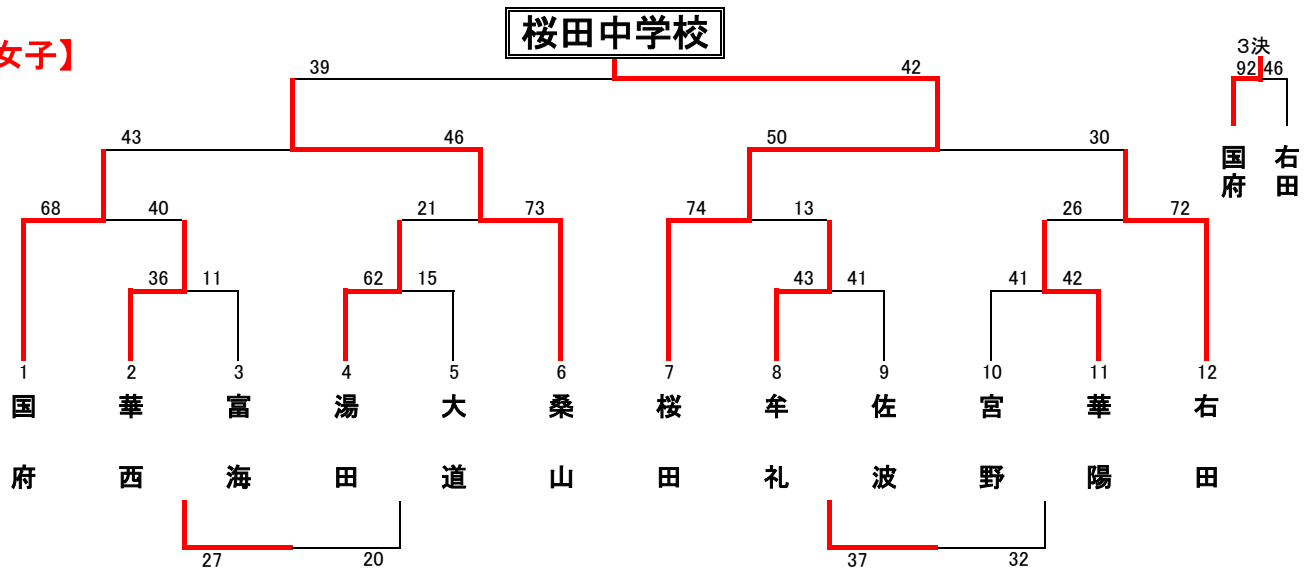 桜田中学校
女子】
3決
39 42
92 46
43 46 50 30
国府 右田
68 40 21 73 74 13 26 72
36 11 62 15 43 41 41 42
1 2 3 4 5 6 7 8 9 10 11 12
国府 華西 富海 湯田 大道 桑山 桜田 牟礼 佐波 宮野 華陽 右田
27 20 37 32